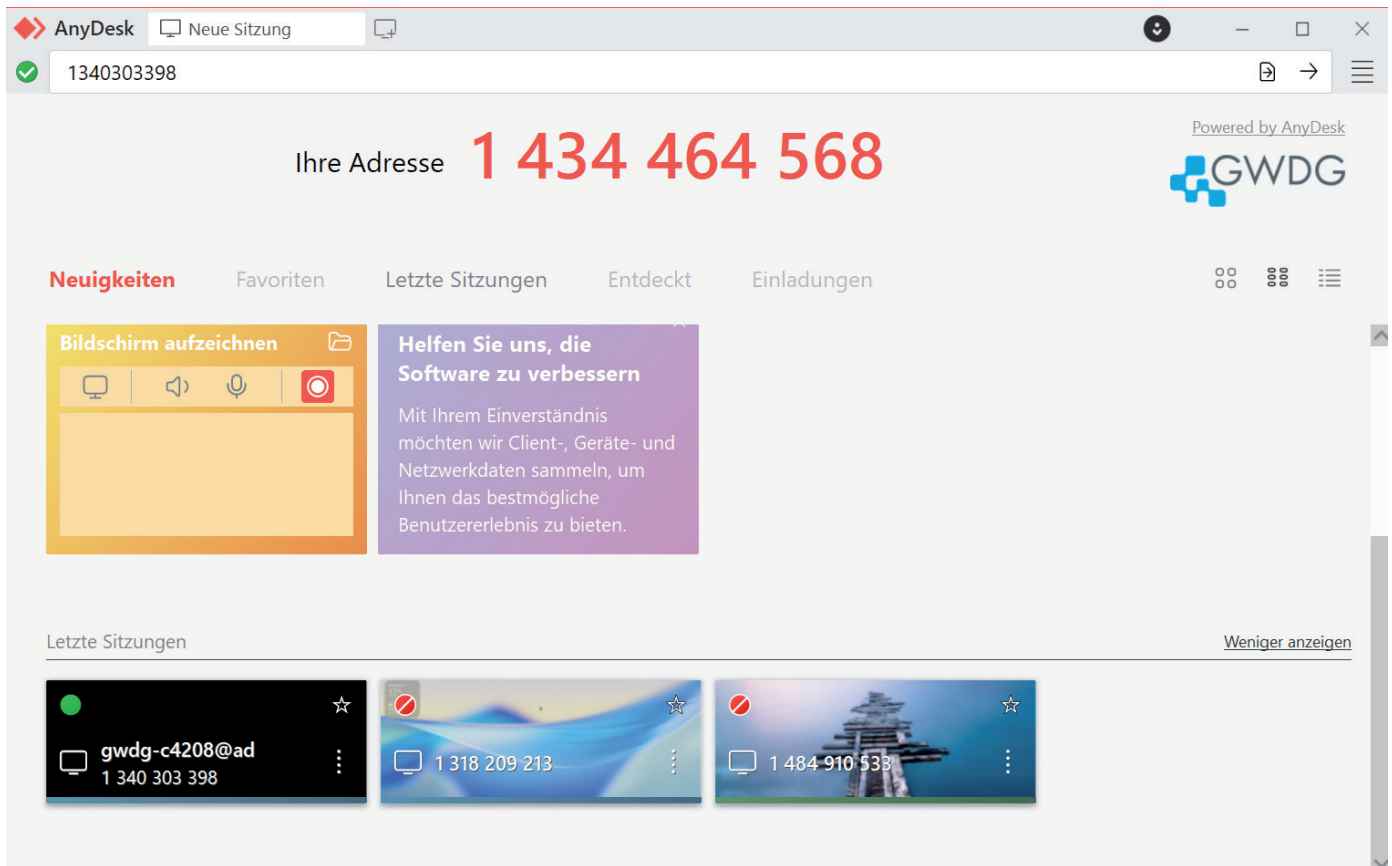 AnyDesk
Neue Sitzung
1340303398
Ihre Adresse 1 434 464 568
Powered by AnyDesk
GWDG
Neuigkeiten
Favoriten
Letzte Sitzungen
Entdeckt
Einladungen
Bildschirm aufzeichnen
Helfen Sie uns, die
Software zu verbessern
Mit Ihrem Einverständnis
möchten wir Client-, Geräte- und
Netzwerkdaten sammeln, um
Ihnen das bestmögliche
Benutzererlebnis zu bieten.
Letzte Sitzungen
Weniger anzeigen
gwdg-c4208@ad
1 340 303 398
1 318 209 213
1 484 910 533